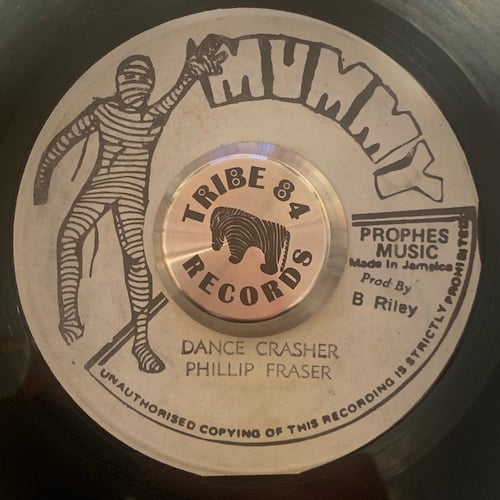 MUMMY
TRIBE 84
RECORDS
PROPHES
MUSIC
Made in Jamaica
Prod By
B Riley
DANCE CRASHER
PHILLIP FRASER
UNAUTHORISED COPYING OF THIS RECORDING IS STRICTLY PROHIBITED